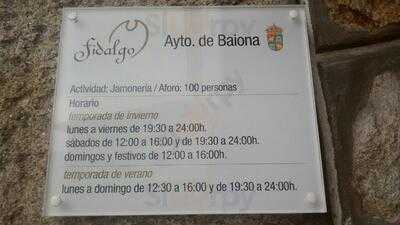 fidalgo
Ayto. de Baiona
Actividad: Jamonería / Aforo: 100 personas
Horario
temporada de invierno
lunes a viernes de 19:30 a 24:00h.
sábados de 12:00 a 16:00 y de 19:30 a 24:00h.
domingos y festivos de 12:00 a 16:00h.
temporada de verano
lunes a domingo de 12:30 a 16:00 y de 19:30 a 24:00h.